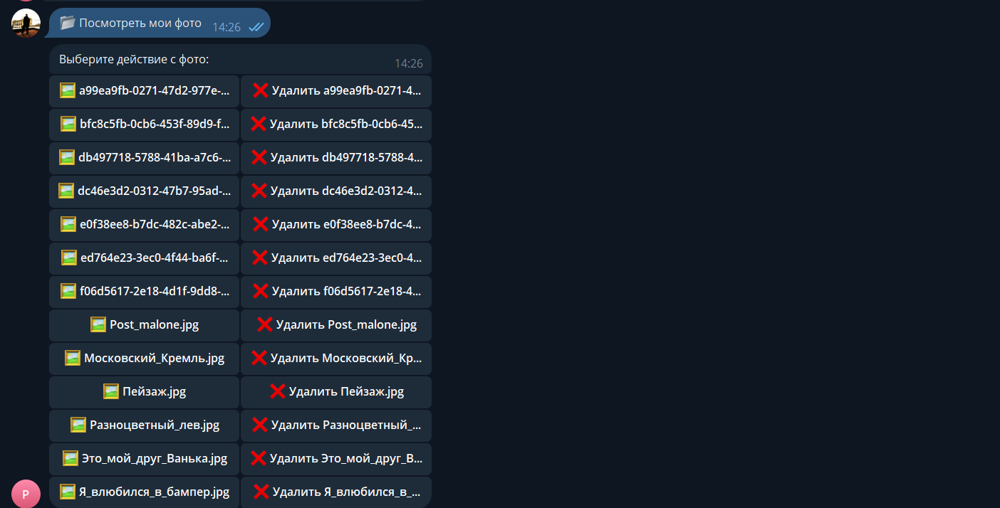 Посмотреть мои фото 14:26
Выберите действие с фото: 14:26
a99ea9fb-0271-47d2-977e-... Удалить a99ea9fb-0271-4...
bfc8c5fb-0cb6-453f-89d9-f... Удалить bfc8c5fb-0cb6-45...
db497718-5788-41ba-a7c6-... Удалить db497718-5788-4...
dc46e3d2-0312-47b7-95ad-... Удалить dc46e3d2-0312-4...
e0f38ee8-b7dc-482c-abe2-... Удалить e0f38ee8-b7dc-4...
ed764e23-3ec0-4f44-ba6f-... Удалить ed764e23-3ec0-4...
f06d5617-2e18-4d1f-9dd8-... Удалить f06d5617-2e18-4...
Post_malone.jpg Удалить Post_malone.jpg
Московский_Кремль.jpg Удалить Московский_Кр...
Пейзаж.jpg Удалить Пейзаж.jpg
Разноцветный_лев.jpg Удалить Разноцветный_...
Это_мой_друг_Ванька.jpg Удалить Это_мой_друг_В...
P Я_влюбился_в_бампер.jpg Удалить Я_влюбился_в_...